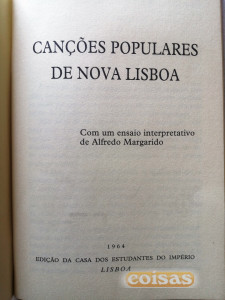 CANÇÕES POPULARES
DE NOVA LISBOA
Com um ensaio interpretativo
de Alfredo Margarido
1964
EDIÇÃO DA CASA DOS ESTUDANTES DO IMPÉRIO
LISBOA
coisas